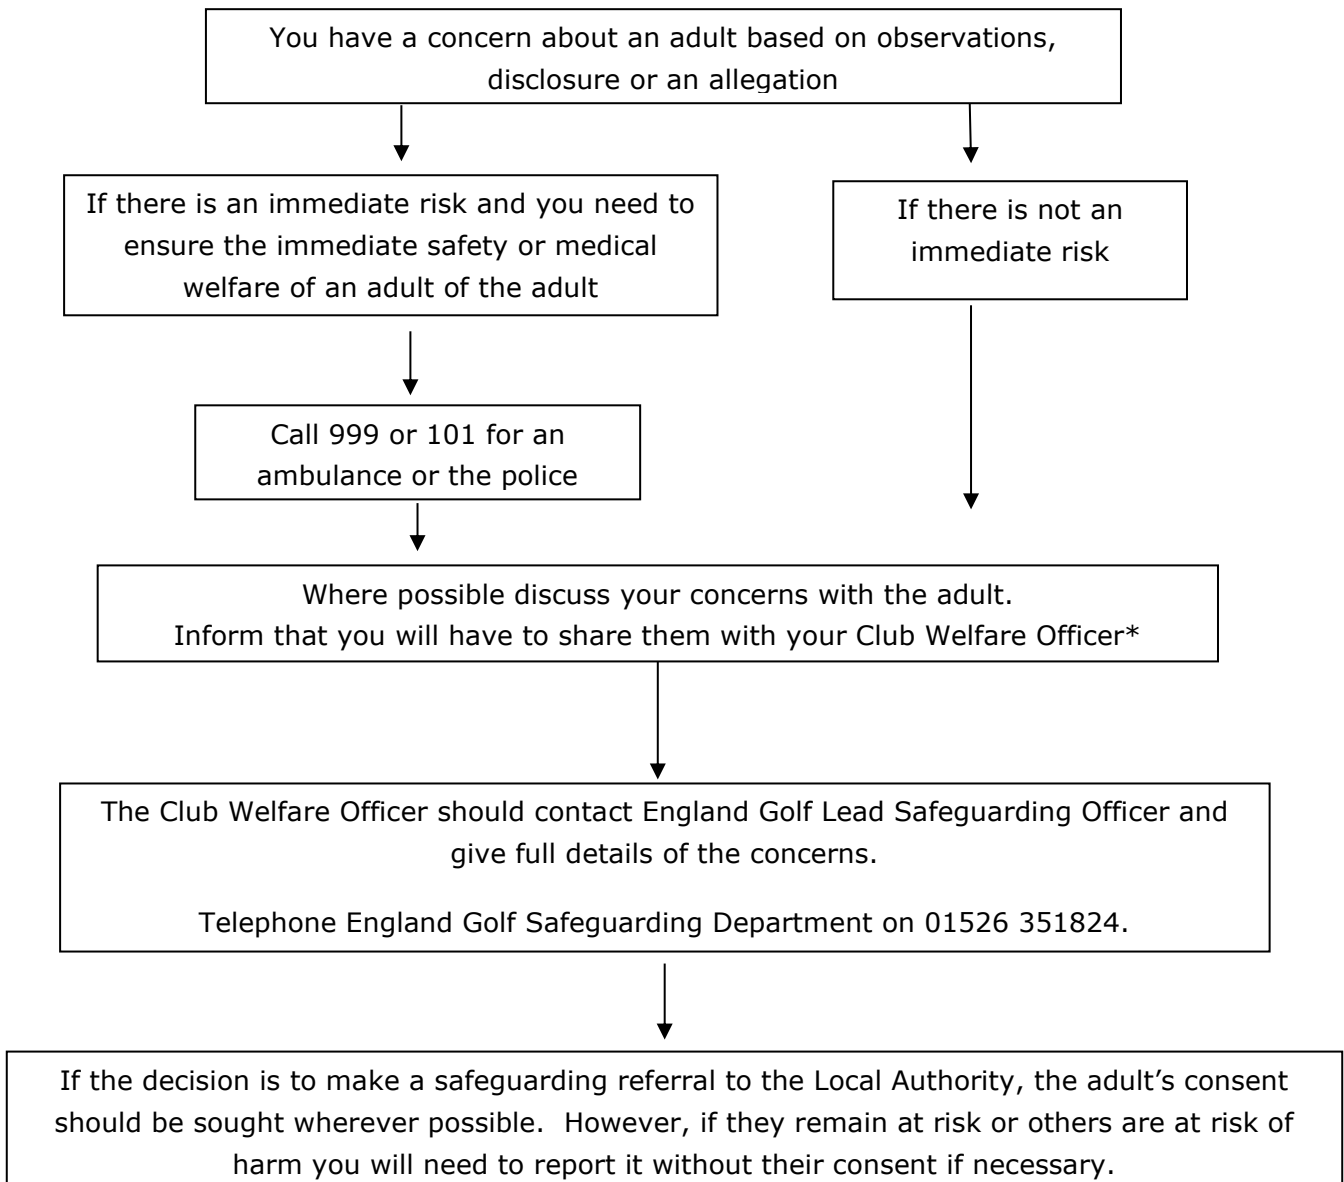 You have a concern about an adult based on observations,
disclosure or an allegation
If there is an immediate risk and you need to
ensure the immediate safety or medical
welfare of an adult of the adult
If there is not an
immediate risk
Call 999 or 101 for an
ambulance or the police
Where possible discuss your concerns with the adult.
Inform that you will have to share them with your Club Welfare Officer*
The Club Welfare Officer should contact England Golf Lead Safeguarding Officer and
give full details of the concerns.
Telephone England Golf Safeguarding Department on 01526 351824.
If the decision is to make a safeguarding referral to the Local Authority, the adult’s consent
should be sought wherever possible.  However, if they remain at risk or others are at risk of
harm you will need to report it without their consent if necessary.